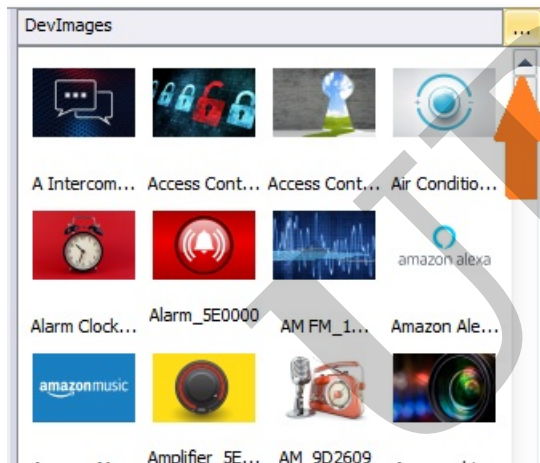 DevImages
...
A Intercom... Access Cont... Access Cont... Air Conditio...
amazon alexa
Alarm Clock... Alarm_5E0000 AM FM_1... Amazon Ale...
amazon music
Amplifier_5E... AM_9D2609